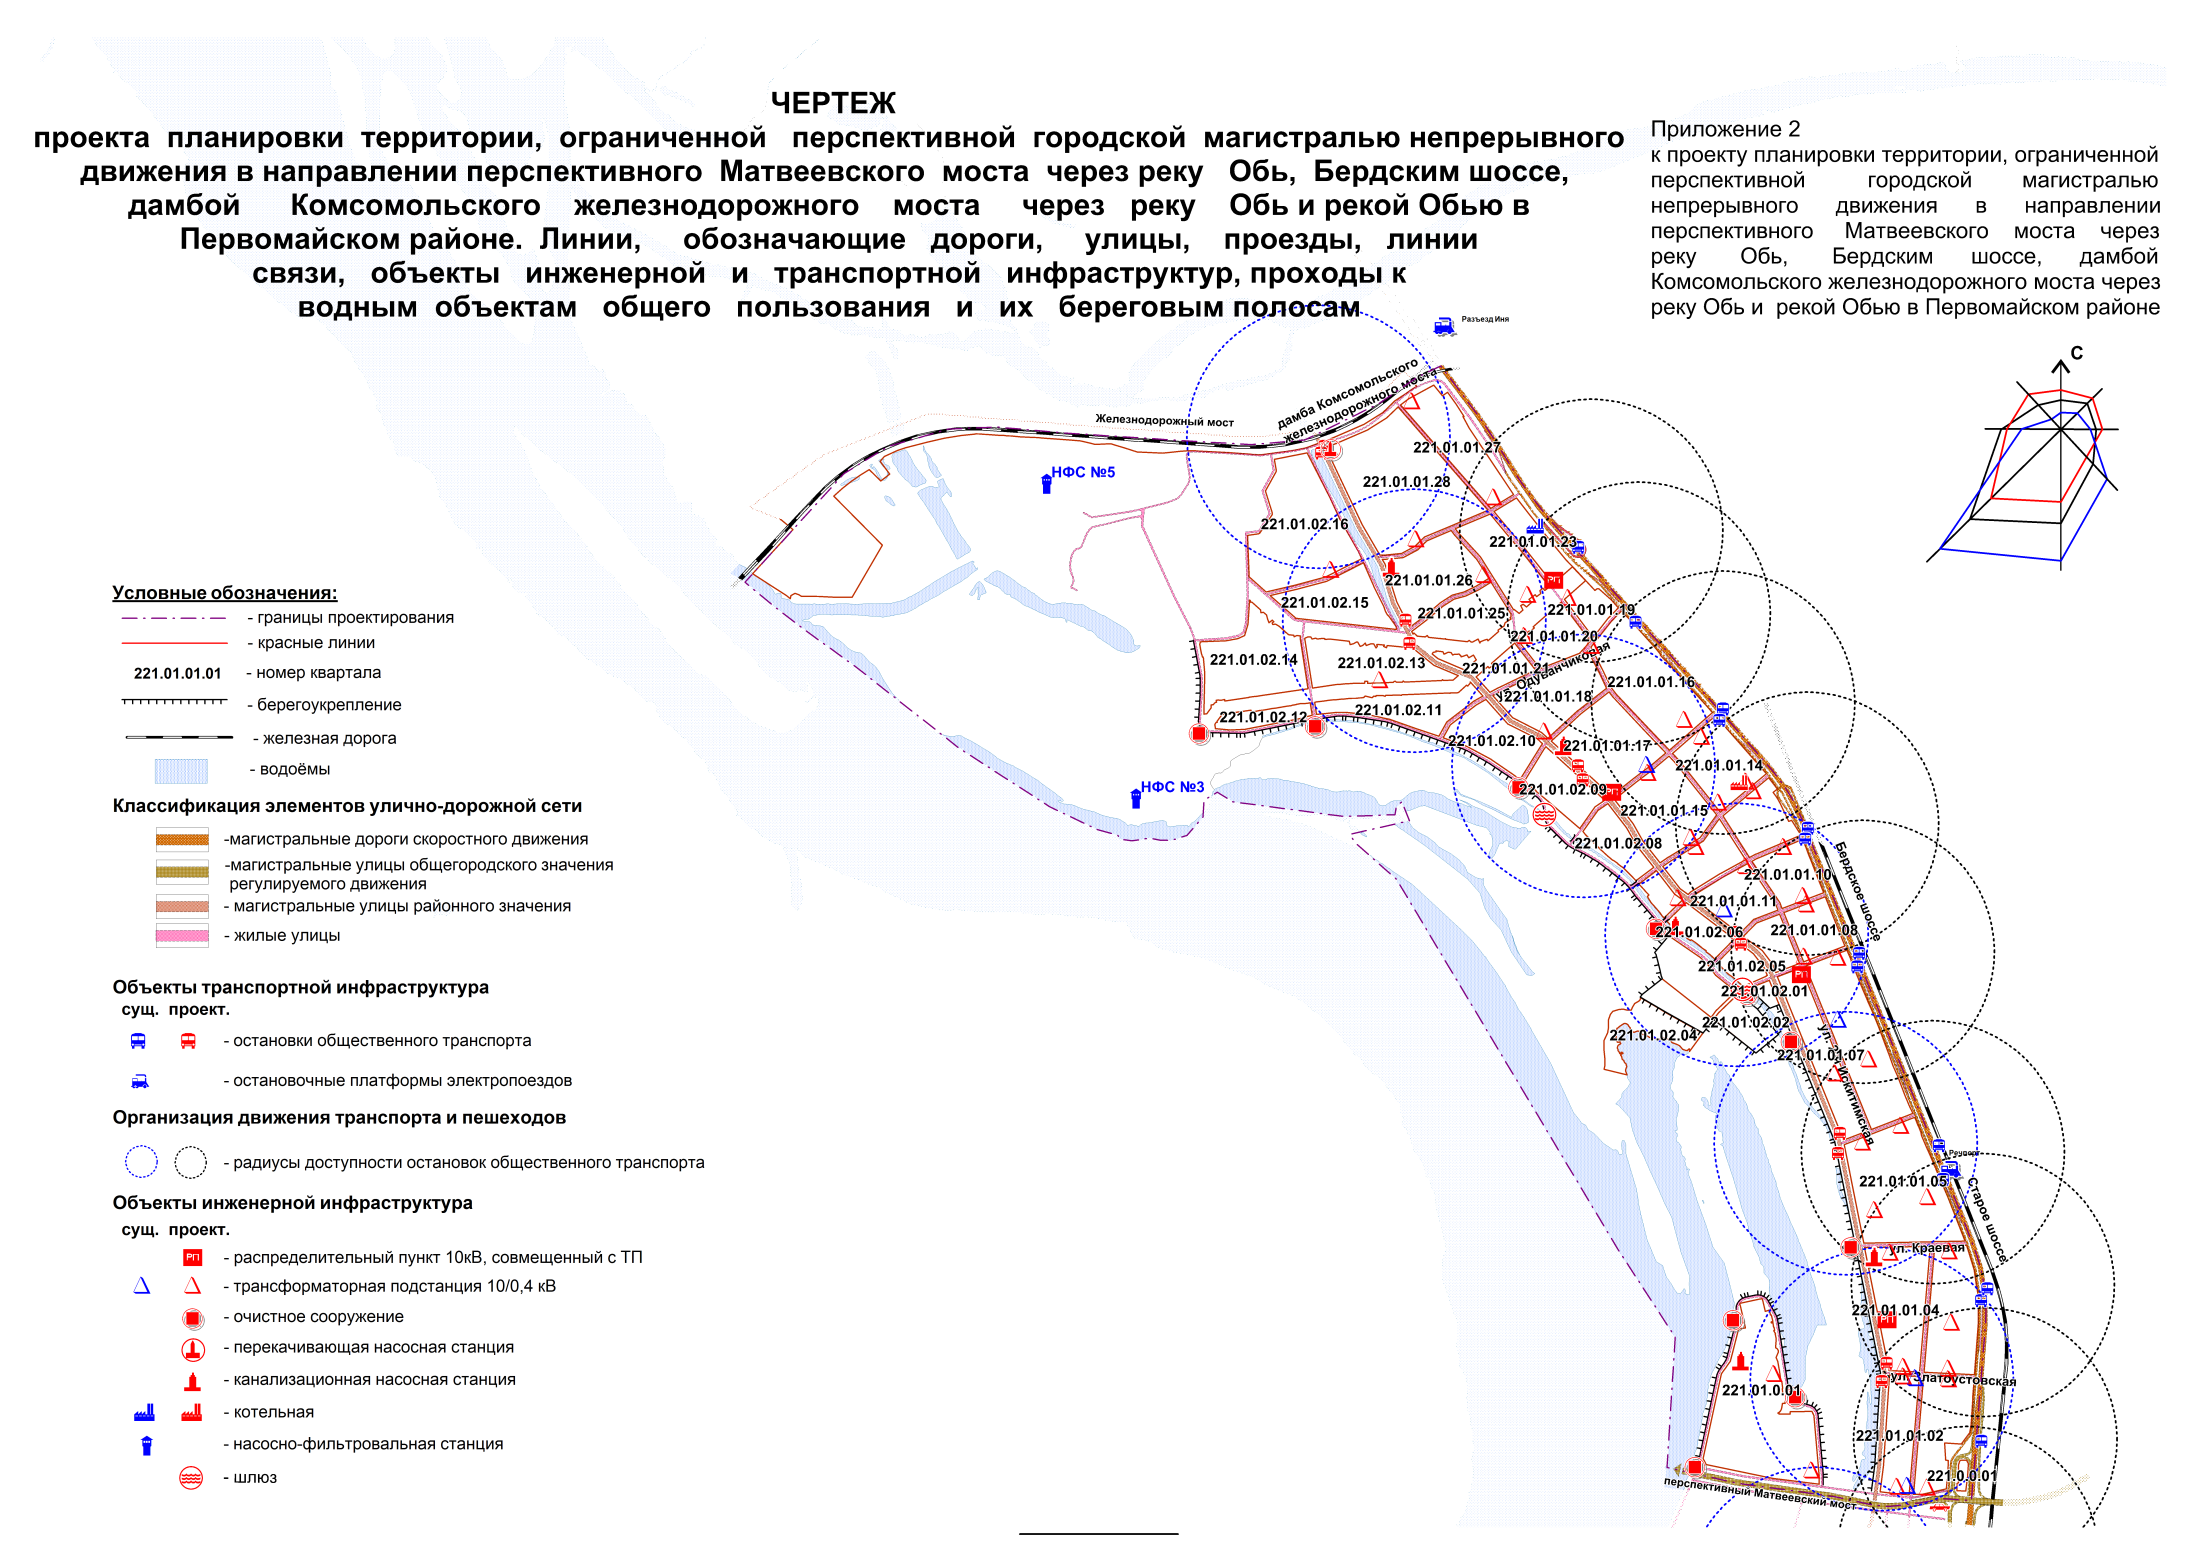 ЧЕРТЕЖ
проекта планировки территории, ограниченной перспективной городской магистралью непрерывного
движения в направлении перспективного Матвеевского моста через реку Обь, Бердским шоссе,
дамбой Комсомольского железнодорожного моста через реку Обь и рекой Обью в
Первомайском районе. Линии, обозначающие дороги, улицы, проезды, линии
связи, объекты инженерной и транспортной инфраструктур, проходы к
водным объектам общего пользования и их береговым полосам
Приложение 2
к проекту планировки территории, ограниченной
перспективной городской магистралью
непрерывного движения в направлении
перспективного Матвеевского моста через
реку Обь, Бердским шоссе, дамбой
Комсомольского железнодорожного моста через
реку Обь и рекой Обью в Первомайском районе
С
Разъезд Иня
Железнодорожный мост
дамба Комсомольского
железнодорожного моста
НФС №5
221.01.01.27
221.01.01.28
221.01.02.16
221.01.01.23
221.01.01.26
РП
221.01.02.15
221.01.01.25
221.01.01.19
221.01.01.20
221.01.02.14
221.01.02.13
221.01.01.21
ул. Одуванчиковая
221.01.01.16
221.01.01.18
221.01.02.12
221.01.02.11
221.01.02.10
221.01.01.17
221.01.01.14
НФС №3
221.01.02.09
РП
221.01.01.15
221.01.02.08
221.01.01.10
Бердское шоссе
221.01.01.11
221.01.02.06
221.01.01.08
221.01.02.05
РП
221.01.02.01
221.01.02.02
221.01.02.04
221.01.01.07
ул. 2-я Искитимская
Речпорт
221.01.01.05
Старое шоссе
ул. Краевая
221.01.01.04
РП
ул. Златоустовская
221.01.0.01
221.01.01.02
221.0.0.01
перспективный Матвеевский мост
Условные обозначения:
- границы проектирования
- красные линии
221.01.01.01 - номер квартала
- берегоукрепление
- железная дорога
- водоёмы
Классификация элементов улично-дорожной сети
-магистральные дороги скоростного движения
-магистральные улицы общегородского значения
регулируемого движения
- магистральные улицы районного значения
- жилые улицы
Объекты транспортной инфраструктура
сущ. проект.
- остановки общественного транспорта
- остановочные платформы электропоездов
Организация движения транспорта и пешеходов
- радиусы доступности остановок общественного транспорта
Объекты инженерной инфраструктура
сущ. проект.
РП - распределительный пункт 10кВ, совмещенный с ТП
- трансформаторная подстанция 10/0,4 кВ
- очистное сооружение
- перекачивающая насосная станция
- канализационная насосная станция
- котельная
- насосно-фильтровальная станция
- шлюз